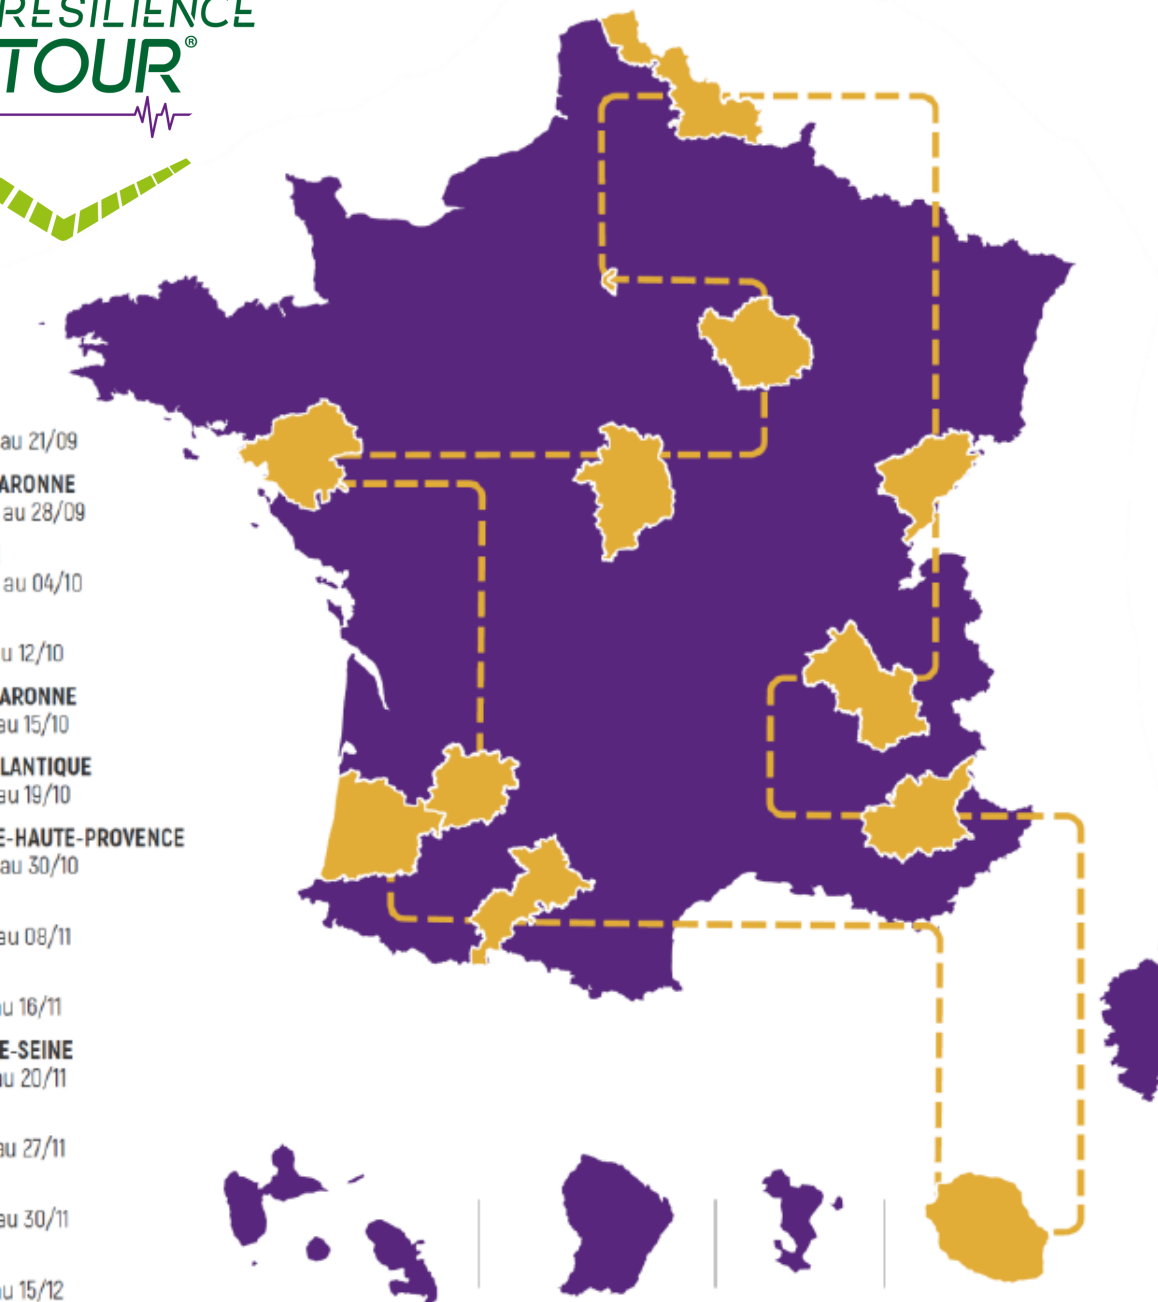 RESILIENCE
TOUR®
au 21/09
ARONNE
au 28/09
au 04/10
u 12/10
ARONNE
au 15/10
LANTIQUE
au 19/10
E-HAUTE-PROVENCE
au 30/10
au 08/11
u 16/11
E-SEINE
u 20/11
au 27/11
au 30/11
u 15/12